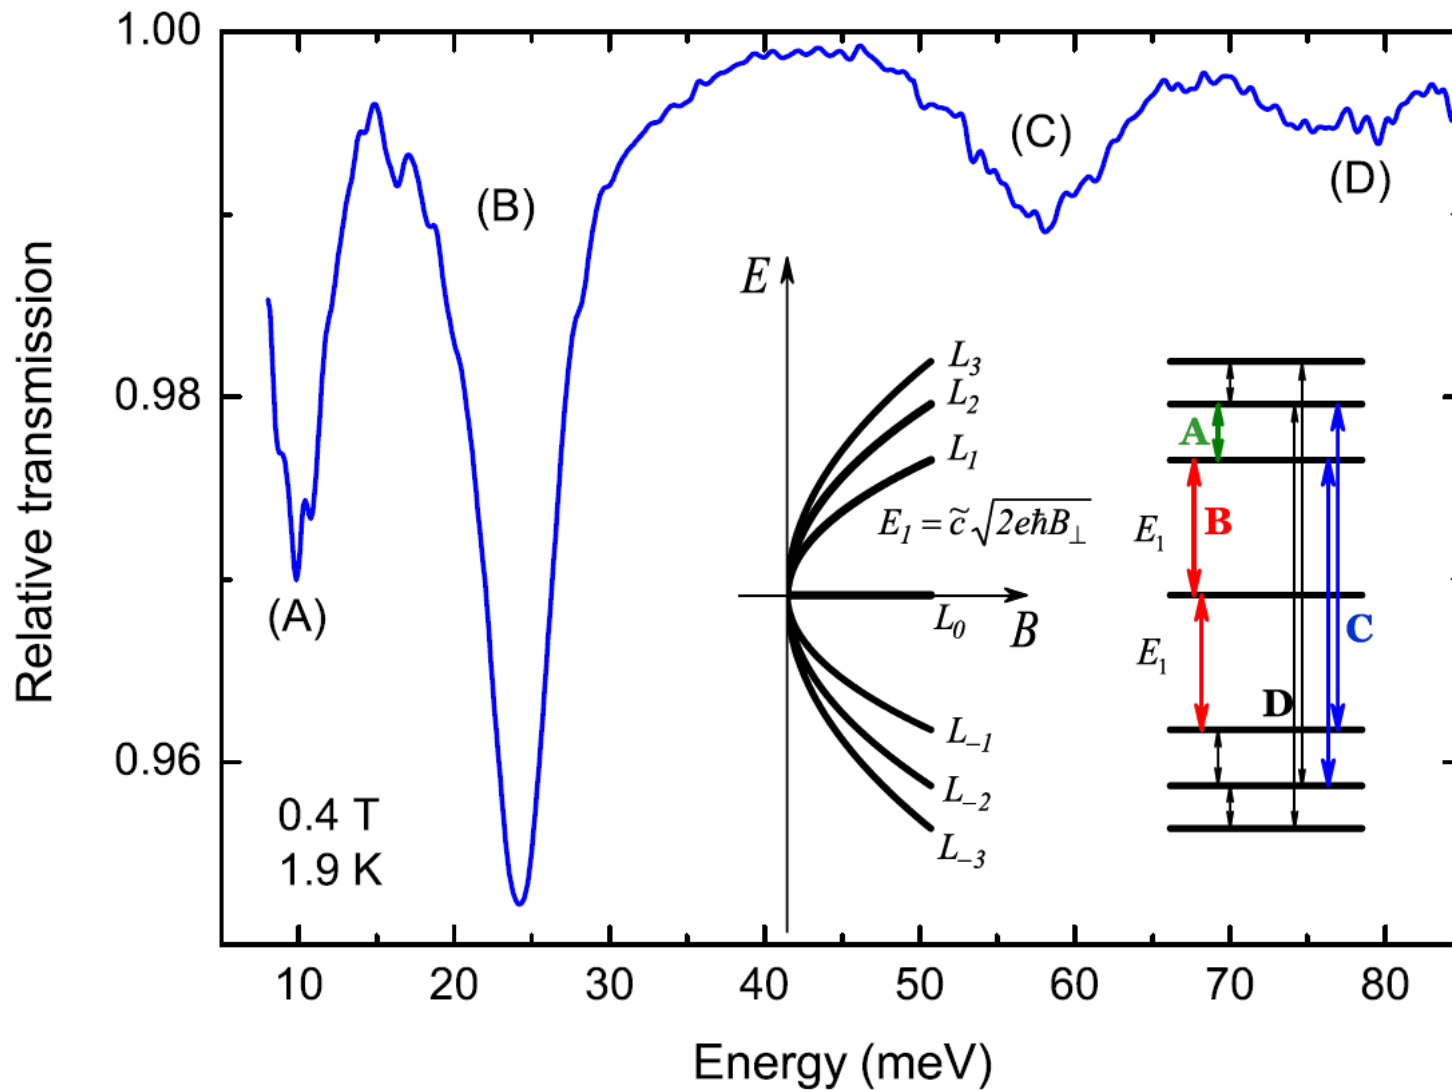 1.00
0.98
0.96
Relative transmission
(A)
(B)
(C)
(D)
0.4 T
1.9 K
E
L₃
L₂
L₁
E₁ = c̃√2eħB⊥
L₀
B
L₋₁
L₋₂
L₋₃
A
B
E₁
E₁
C
D
10 20 30 40 50 60 70 80
Energy (meV)